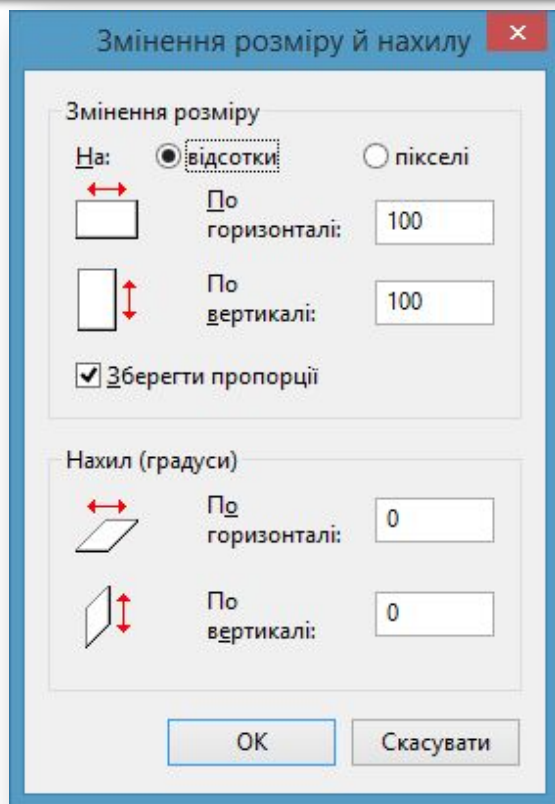 Змінення розміру й нахилу
Змінення розміру
На: відсотки пікселі
По
горизонталі: 100
По
вертикалі: 100
Зберегти пропорції
Нахил (градуси)
По
горизонталі: 0
По
вертикалі: 0
ОК Скасувати